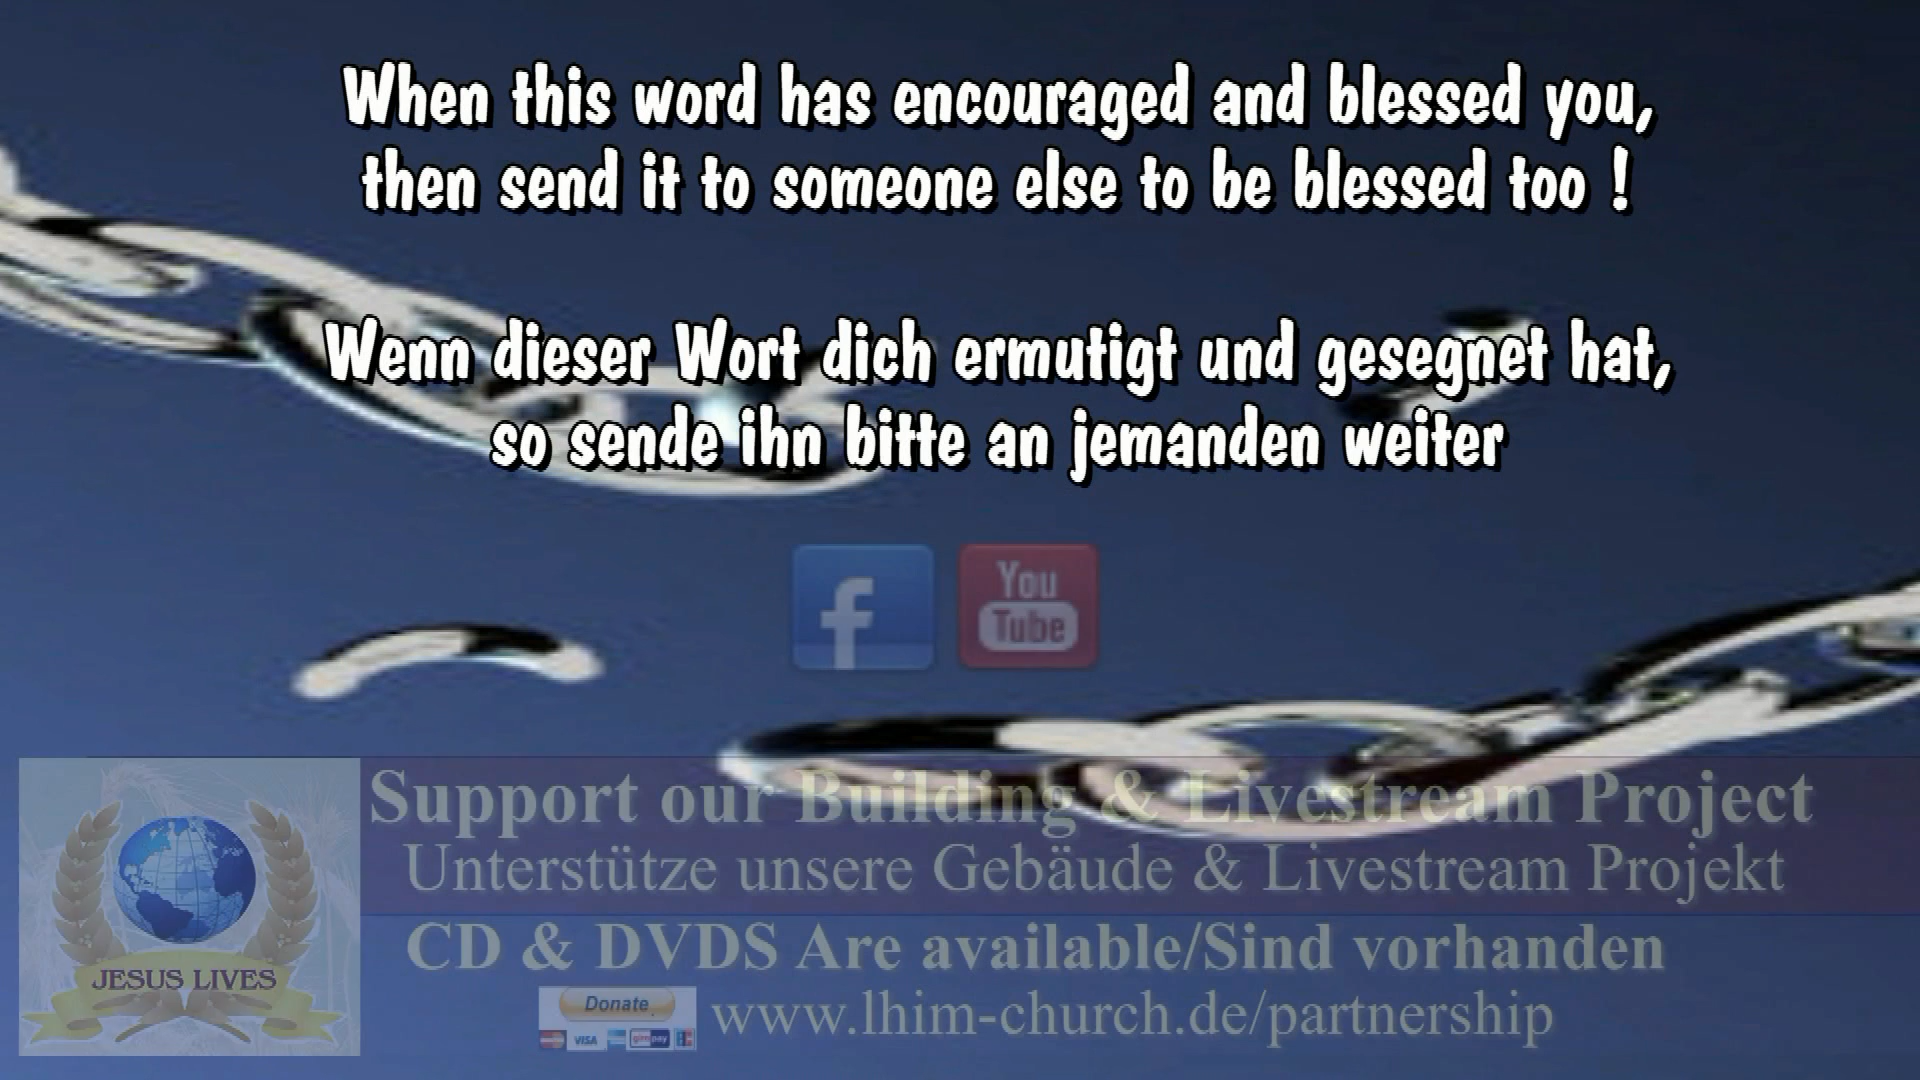 When this word has encouraged and blessed you,
then send it to someone else to be blessed too !
Wenn dieser Wort dich ermutigt und gesegnet hat,
so sende ihn bitte an jemanden weiter
f
You
Tube
Support our Building & Livestream Project
Unterstütze unsere Gebäude & Livestream Projekt
CD & DVDS Are available/Sind vorhanden
JESUS LIVES
Donate
www.lhim-church.de/partnership
VISA
giropay